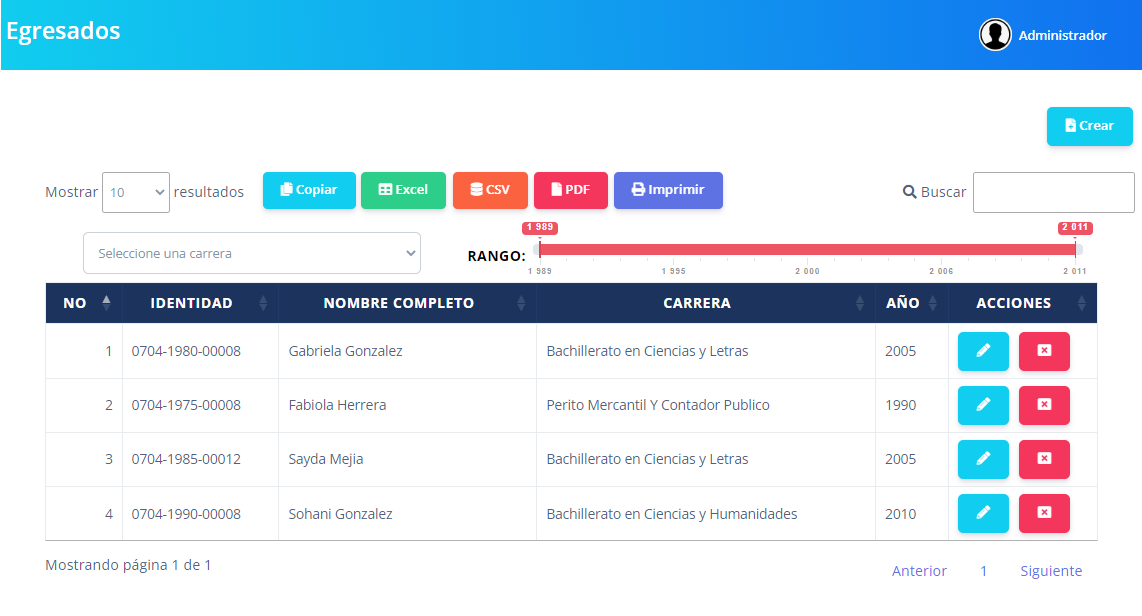 Egresados
Administrador
Crear
Mostrar 10 resultados Copiar Excel CSV PDF Imprimir Buscar
1 989 2 011
Seleccione una carrera RANGO:
1 989 1 995 2 000 2 006 2 011
NO IDENTIDAD NOMBRE COMPLETO CARRERA AÑO ACCIONES
1 0704-1980-00008 Gabriela Gonzalez Bachillerato en Ciencias y Letras 2005
2 0704-1975-00008 Fabiola Herrera Perito Mercantil Y Contador Publico 1990
3 0704-1985-00012 Sayda Mejia Bachillerato en Ciencias y Letras 2005
4 0704-1990-00008 Sohani Gonzalez Bachillerato en Ciencias y Humanidades 2010
Mostrando página 1 de 1
Anterior 1 Siguiente